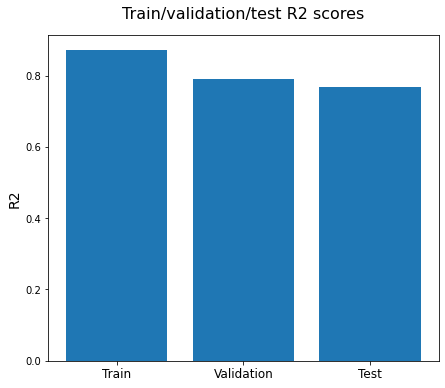 Train/validation/test R2 scores
R2
0.8
0.6
0.4
0.2
0.0
Train
Validation
Test